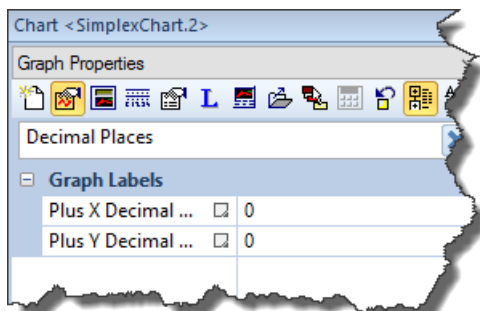 Chart <SimplexChart.2>
Graph Properties
L
Decimal Places
Graph Labels
Plus X Decimal ... 0
Plus Y Decimal ... 0